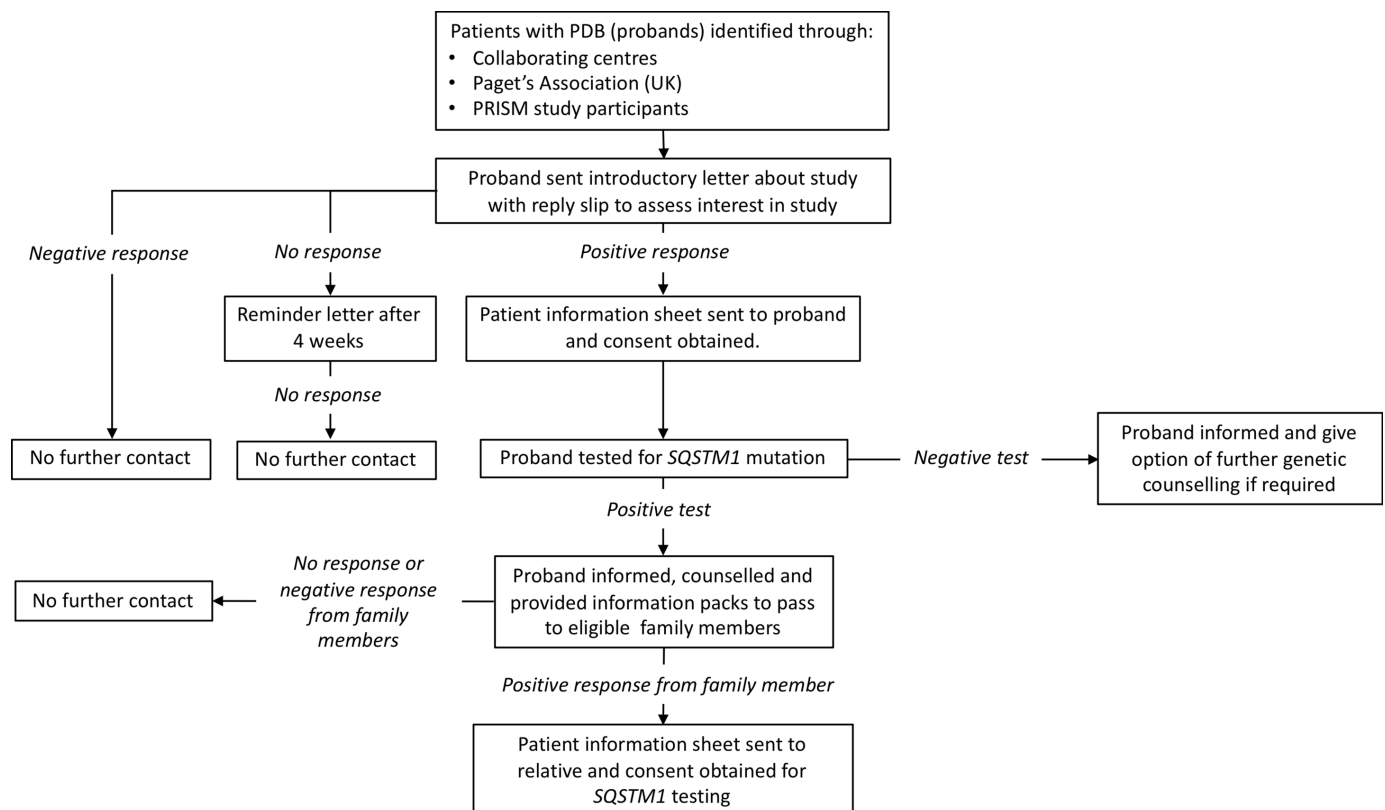 Patients with PDB (probands) identified through:
• Collaborating centres
• Paget's Association (UK)
• PRISM study participants
Proband sent introductory letter about study
with reply slip to assess interest in study
Negative response
No response
Positive response
Reminder letter after
4 weeks
Patient information sheet sent to proband
and consent obtained.
No response
No further contact
No further contact
Proband tested for SQSTM1 mutation
Negative test
Proband informed and give
option of further genetic
counselling if required
Positive test
No response or
negative response
from family
members
No further contact
Proband informed, counselled and
provided information packs to pass
to eligible family members
Positive response from family member
Patient information sheet sent to
relative and consent obtained for
SQSTM1 testing